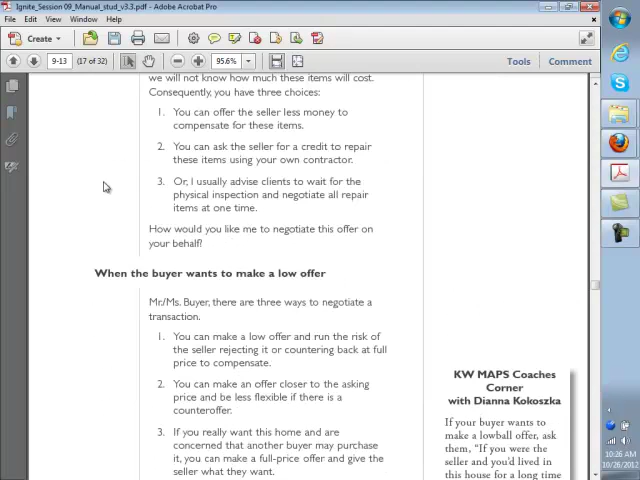 Ignite_Session 09_Manual_stud_v3.3.pdf - Adobe Acrobat Pro
File Edit View Window Help
Create
9-13 (17 of 32) 95.6% Tools Comment
we will not know how much these items will cost.
Consequently, you have three choices:
1. You can offer the seller less money to
compensate for these items.
2. You can ask the seller for a credit to repair
these items using your own contractor.
3. Or, I usually advise clients to wait for the
physical inspection and negotiate all repair
items at one time.
How would you like me to negotiate this offer on
your behalf?
When the buyer wants to make a low offer
Mr./Ms. Buyer, there are three ways to negotiate a
transaction.
1. You can make a low offer and run the risk of
the seller rejecting it or countering back at full
price to compensate.
2. You can make an offer closer to the asking
price and be less flexible if there is a
counteroffer.
3. If you really want this home and are
concerned that another buyer may purchase
it, you can make a full-price offer and give the
seller what they want.
KW MAPS Coaches
Corner
with Dianna Kokoszka
If your buyer wants to
make a lowball offer, ask
them, “If you were the
seller and you’d lived in
this house for a long time
10:26 AM
10/26/2012